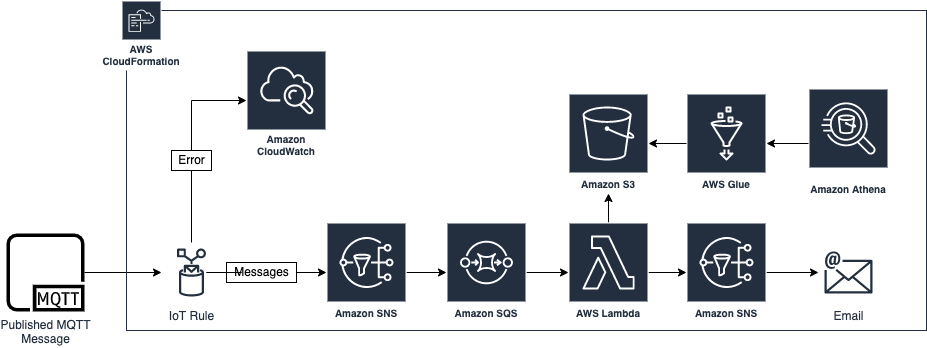 AWS
CloudFormation
Amazon
CloudWatch
Error
Amazon S3
AWS Glue
Amazon Athena
MQTT
Published MQTT
Message
IoT Rule
Messages
Amazon SNS
Amazon SQS
AWS Lambda
Amazon SNS
@
Email